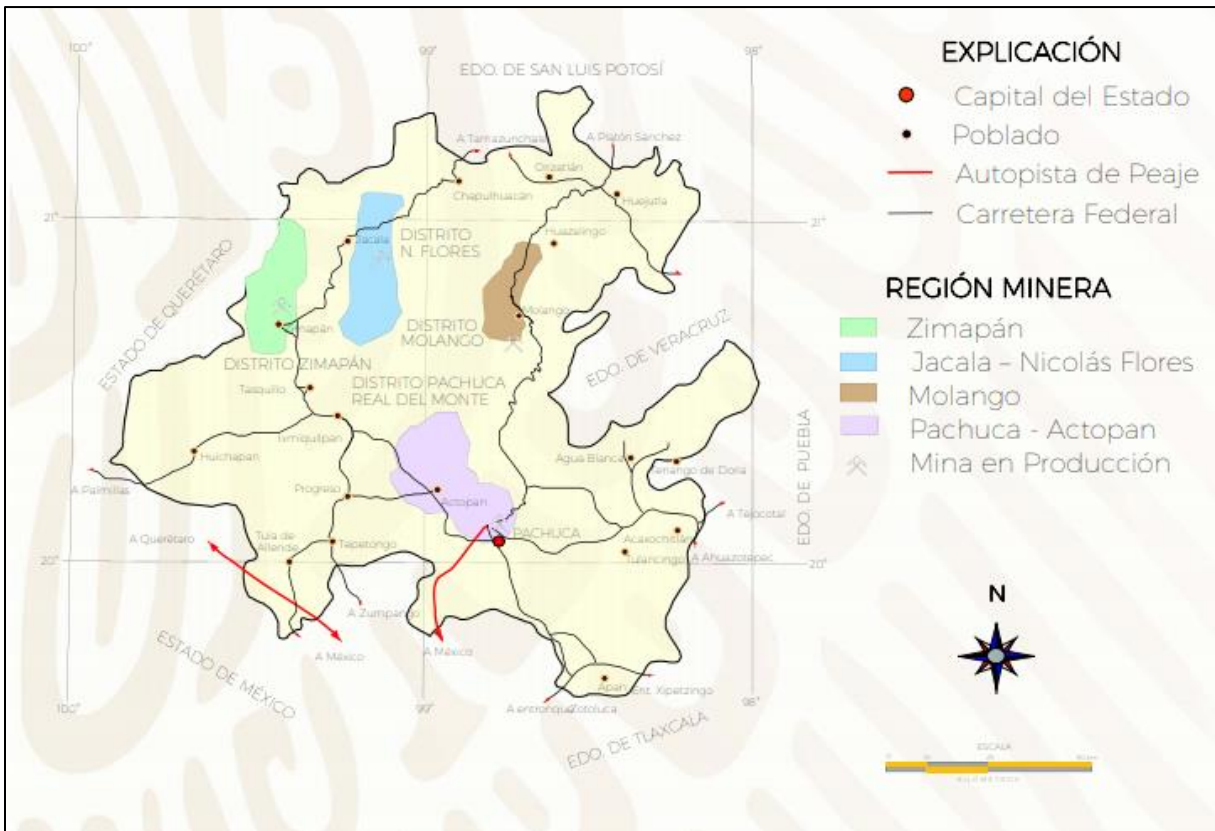 100°
99°
98°
EDO. DE SAN LUIS POTOSÍ
A Tamazunchale
A Platón Sánchez
Orizatlán
Chapulhuacán
Huejutla
21°
21°
Jacala
DISTRITO
N. FLORES
Huazalingo
ESTADO DE QUERÉTARO
Zimapán
DISTRITO
MOLANGO
Molango
EDO. DE VERACRUZ
DISTRITO ZIMAPÁN
Tasquillo
DISTRITO PACHUCA
REAL DEL MONTE
Ixmiquilpan
Huichapan
Agua Blanca
Tenango de Doria
EDO. DE PUEBLA
A Palmillas
Progreso
Actopan
A Tejocotal
A Querétaro
Tula de
Allende
Tapetongo
PACHUCA
Acaxochitlán
Tulancingo
A Ahuazotepec
20°
20°
A Zumpango
A México
A México
ESTADO DE MÉXICO
Apan
Ent. Xipetzingo
A entronque
Zotoluca
EDO. DE TLAXCALA
100°
99°
98°
EXPLICACIÓN
Capital del Estado
Poblado
Autopista de Peaje
Carretera Federal
REGIÓN MINERA
Zimapán
Jacala – Nicolás Flores
Molango
Pachuca - Actopan
Mina en Producción
N
ESCALA